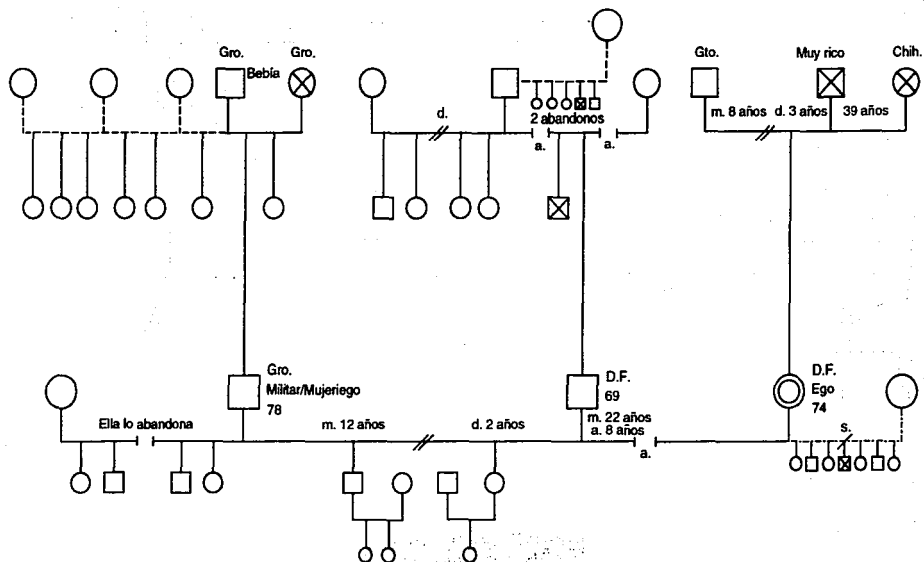 Gro.
Gro.
Bebía
Gto.
Muy rico
Chih.
d.
2 abandonos
a.
a.
m. 8 años
d. 3 años
39 años
Gro.
Militar/Mujeriego
78
D.F.
69
D.F.
Ego
74
Ella lo abandona
m. 12 años
d. 2 años
m. 22 años
a. 8 años
a.
s.